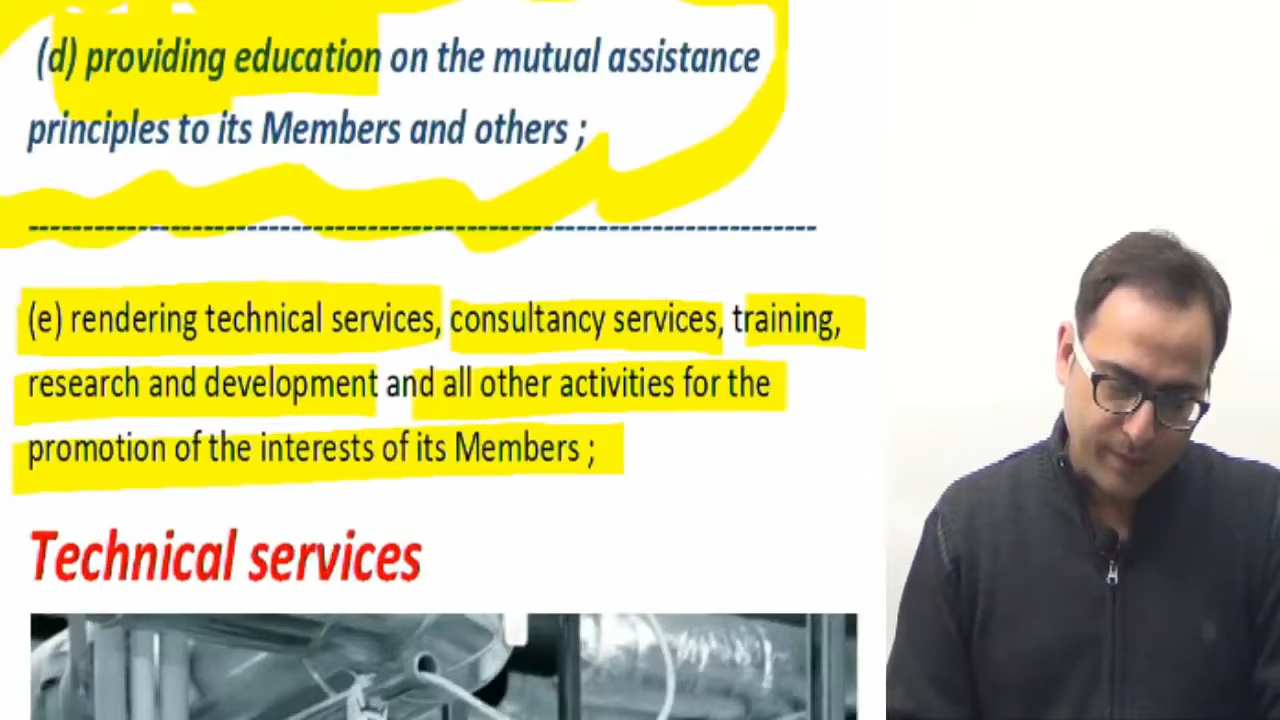 (d) providing education on the mutual assistance
principles to its Members and others ;
--------------------------------------------------------------------------------
(e) rendering technical services, consultancy services, training,
research and development and all other activities for the
promotion of the interests of its Members ;
Technical services